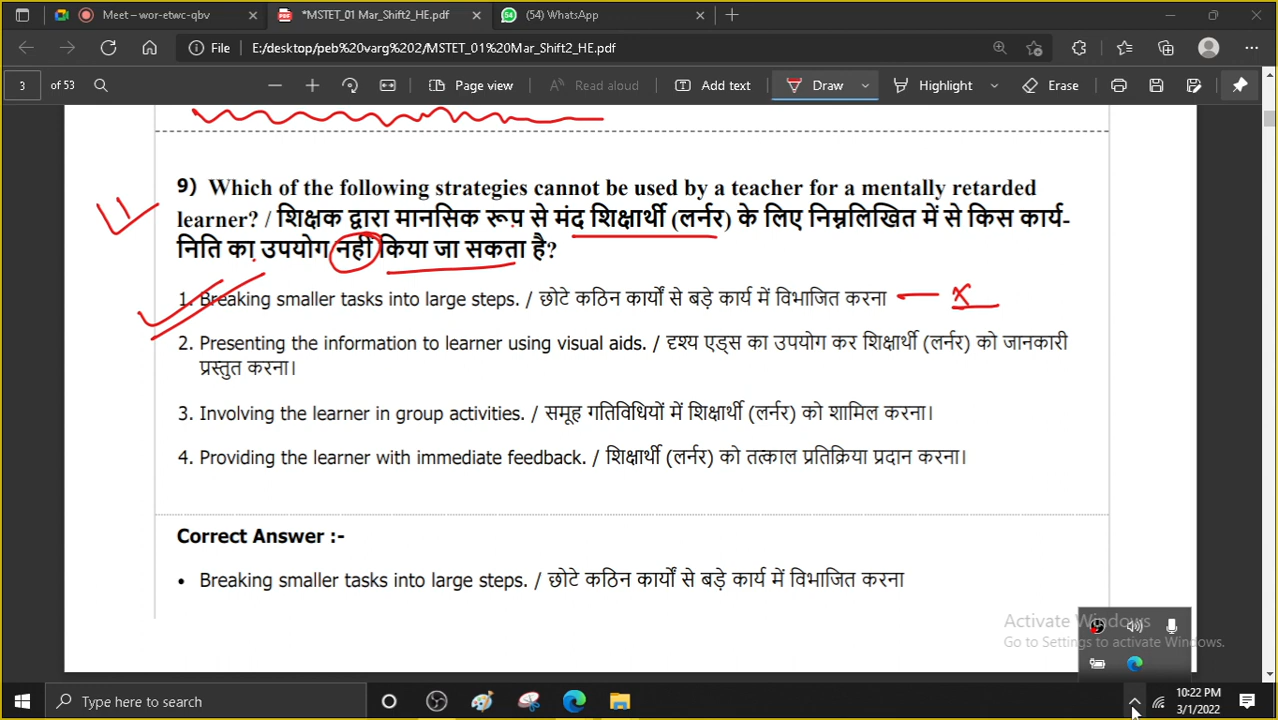 Meet – wor-etwc-qbv
*MSTET_01 Mar_Shift2_HE.pdf
(54) WhatsApp
File E:/desktop/peb%20varg%202/MSTET_01%20Mar_Shift2_HE.pdf
3 of 53 Page view Read aloud Add text Draw Highlight Erase
9) Which of the following strategies cannot be used by a teacher for a mentally retarded
learner? / शिक्षक द्वारा मानसिक रूप से मंद शिक्षार्थी (लर्नर) के लिए निम्नलिखित में से किस कार्य-
निति का उपयोग नहीं किया जा सकता है?
1. Breaking smaller tasks into large steps. / छोटे कठिन कार्यों से बड़े कार्य में विभाजित करना
x
2. Presenting the information to learner using visual aids. / दृश्य एड्स का उपयोग कर शिक्षार्थी (लर्नर) को जानकारी
प्रस्तुत करना।
3. Involving the learner in group activities. / समूह गतिविधियों में शिक्षार्थी (लर्नर) को शामिल करना।
4. Providing the learner with immediate feedback. / शिक्षार्थी (लर्नर) को तत्काल प्रतिक्रिया प्रदान करना।
Correct Answer :-
• Breaking smaller tasks into large steps. / छोटे कठिन कार्यों से बड़े कार्य में विभाजित करना
Activate Windows
Go to Settings to activate Windows.
Type here to search
10:22 PM
3/1/2022